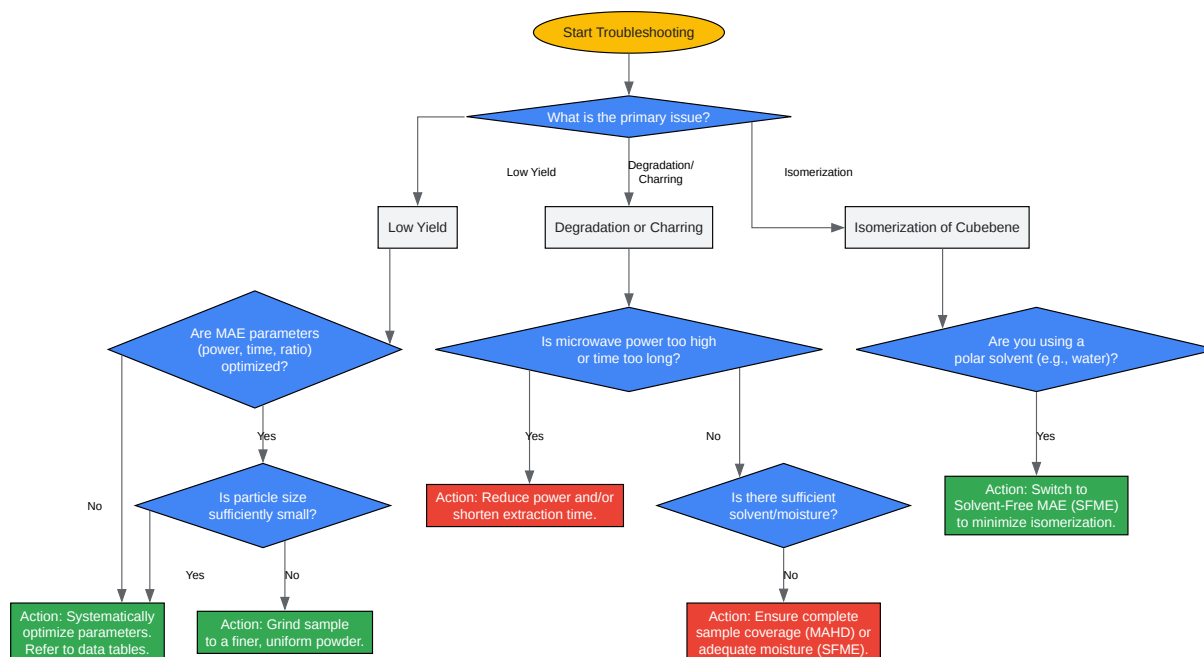 Start Troubleshooting
What is the primary issue?
Low Yield
Degradation/
Charring
Isomerization
Low Yield
Degradation or Charring
Isomerization of Cubebene
Are MAE parameters
(power, time, ratio)
optimized?
Is microwave power too high
or time too long?
Are you using a
polar solvent (e.g., water)?
Yes
Yes
No
Yes
Is particle size
sufficiently small?
Action: Reduce power and/or
shorten extraction time.
Is there sufficient
solvent/moisture?
Action: Switch to
Solvent-Free MAE (SFME)
to minimize isomerization.
No
Yes
No
No
Action: Systematically
optimize parameters.
Refer to data tables.
Action: Grind sample
to a finer, uniform powder.
Action: Ensure complete
sample coverage (MAHD) or
adequate moisture (SFME).